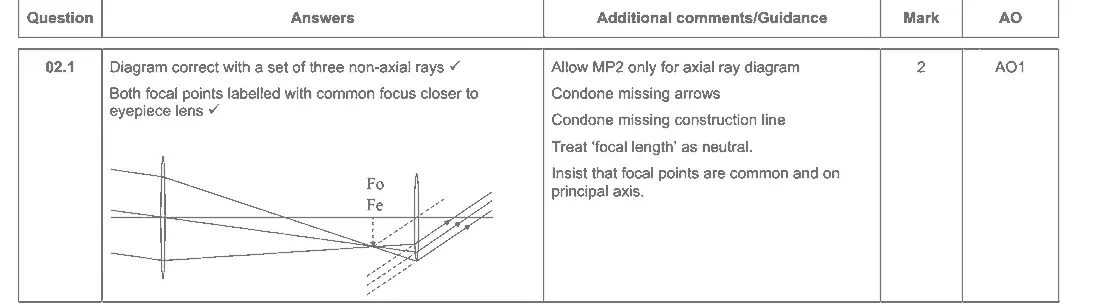 Question Answers Additional comments/Guidance Mark AO
02.1 Diagram correct with a set of three non-axial rays ✓ Allow MP2 only for axial ray diagram 2 AO1
Both focal points labelled with common focus closer to eyepiece lens ✓
Condone missing arrows
Condone missing construction line
Treat 'focal length' as neutral.
Insist that focal points are common and on principal axis.
Fo
Fe